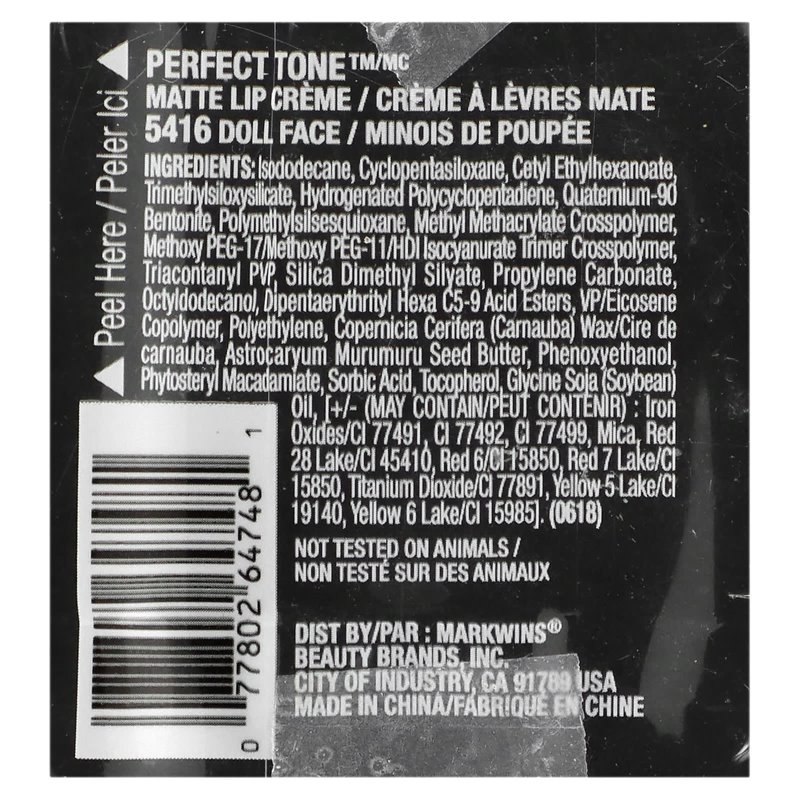 PERFECT TONE™/MC
MATTE LIP CRÈME / CRÈME À LÈVRES MATE
5416 DOLL FACE / MINOIS DE POUPÉE
INGREDIENTS: Isododecane, Cyclopentasiloxane, Cetyl Ethylhexanoate,
Trimethylsiloxysilicate, Hydrogenated Polycyclopentadiene, Quaternium-90
Bentonite, Polymethylsilsesquioxane, Methyl Methacrylate Crosspolymer,
Methoxy PEG-17/Methoxy PEG-11/HDI Isocyanurate Trimer Crosspolymer,
Triacontanyl PVP, Silica Dimethyl Silyate, Propylene Carbonate,
Octyldodecanol, Dipentaerythrityl Hexa C5-9 Acid Esters, VP/Eicosene
Copolymer, Polyethylene, Copernicia Cerifera (Carnauba) Wax/Cire de
carnauba, Astrocaryum Murumuru Seed Butter, Phenoxyethanol,
Phytosteryl Macadamiate, Sorbic Acid, Tocopherol, Glycine Soja (Soybean)
Oil, [+/- (MAY CONTAIN/PEUT CONTENIR) : Iron
Oxides/CI 77491, CI 77492, CI 77499, Mica, Red
28 Lake/CI 45410, Red 6/CI 15850, Red 7 Lake/CI
15850, Titanium Dioxide/CI 77891, Yellow 5 Lake/CI
19140, Yellow 6 Lake/CI 15985]. (0618)
NOT TESTED ON ANIMALS /
NON TESTÉ SUR DES ANIMAUX
DIST BY/PAR : MARKWINS®
BEAUTY BRANDS, INC.
CITY OF INDUSTRY, CA 91789 USA
MADE IN CHINA/FABRIQUÉ EN CHINE
Peel Here / Peler Ici
0 77802 64748 1